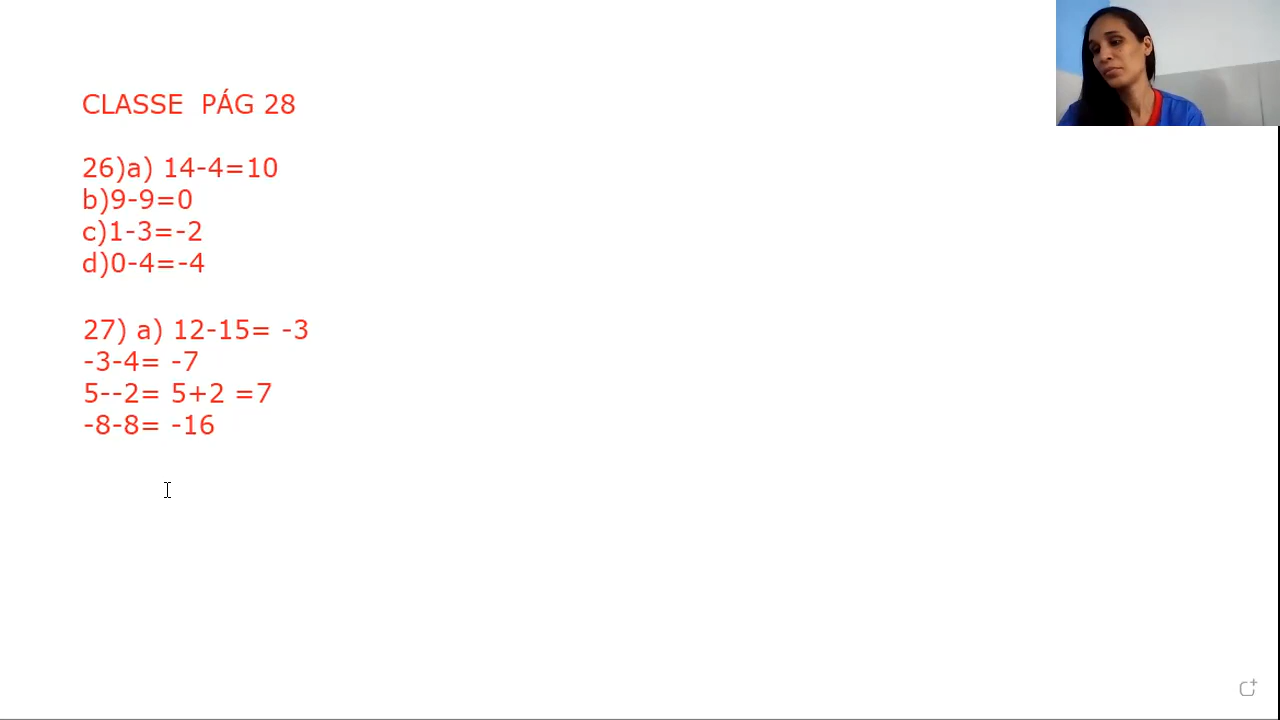 CLASSE  PÁG 28
26)a) 14-4=10
b)9-9=0
c)1-3=-2
d)0-4=-4
27) a) 12-15= -3
-3-4= -7
5--2= 5+2 =7
-8-8= -16